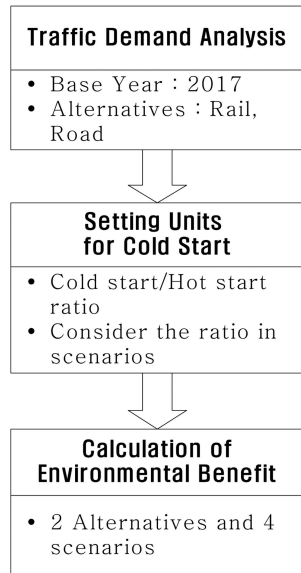 Traffic Demand Analysis
• Base Year : 2017
• Alternatives : Rail,
Road
Setting Units
for Cold Start
• Cold start/Hot start
ratio
• Consider the ratio in
scenarios
Calculation of
Environmental Benefit
• 2 Alternatives and 4
scenarios